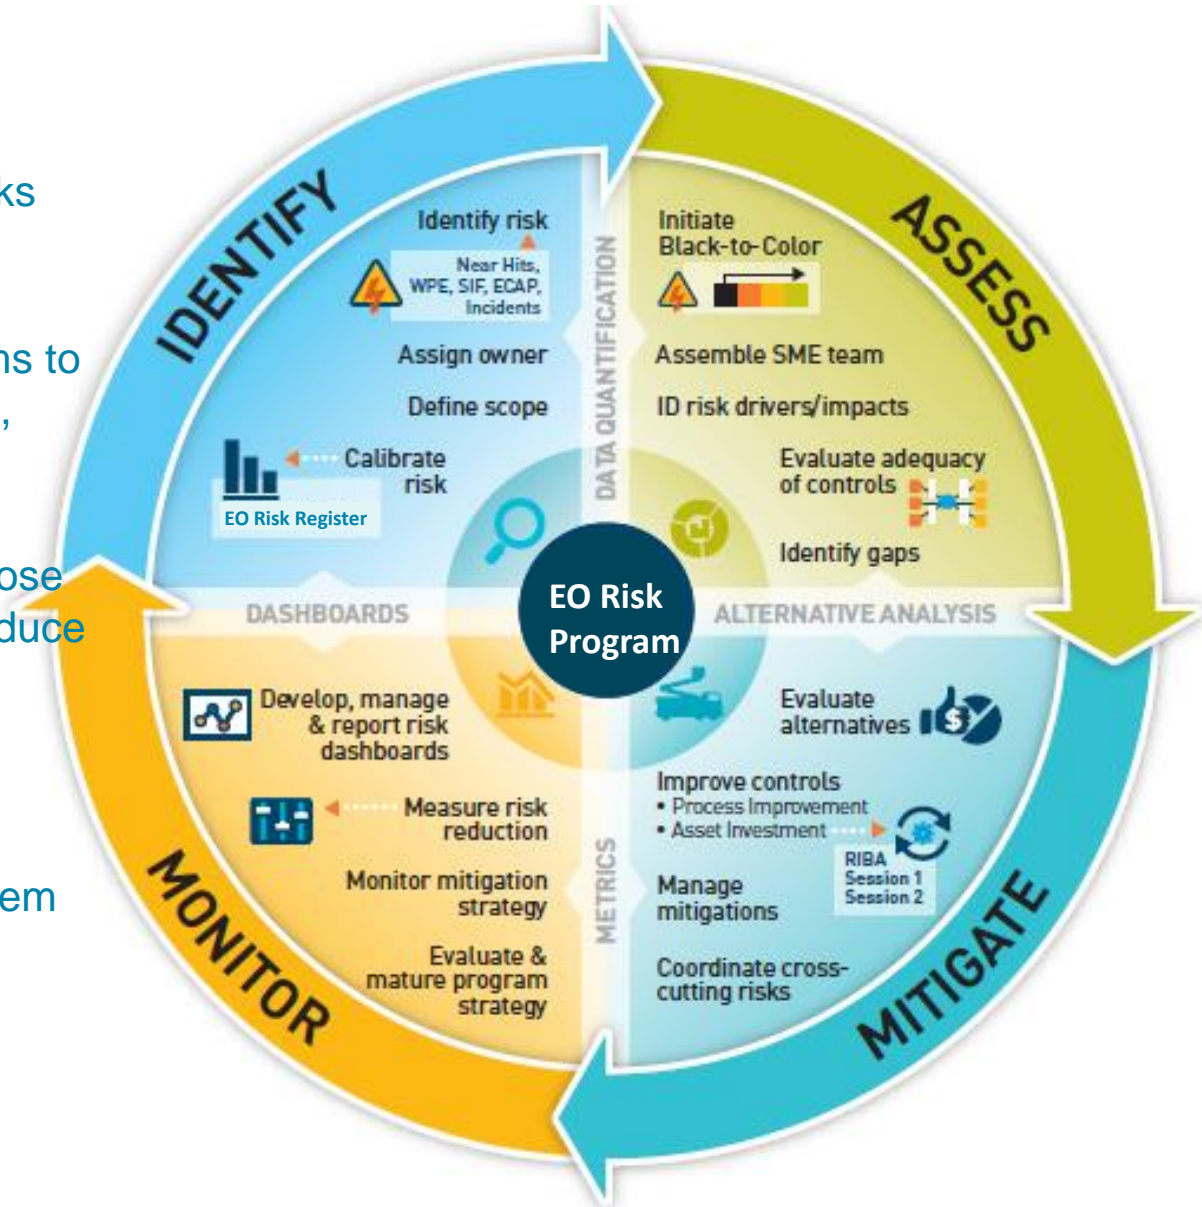 ks
ns to
,
ose
duce
em
IDENTIFY
Identify risk
Near Hits,
WPE, SIF, ECAP,
Incidents
Assign owner
Define scope
Calibrate
risk
EO Risk Register
DATA QUANTIFICATION
ASSESS
Initiate
Black-to-Color
Assemble SME team
ID risk drivers/impacts
Evaluate adequacy
of controls
Identify gaps
DASHBOARDS
EO Risk
Program
ALTERNATIVE ANALYSIS
MITIGATE
Evaluate
alternatives
Improve controls
• Process Improvement
• Asset Investment
RIBA
Session 1
Session 2
Manage
mitigations
Coordinate cross-
cutting risks
METRICS
MONITOR
Develop, manage
& report risk
dashboards
Measure risk
reduction
Monitor mitigation
strategy
Evaluate &
mature program
strategy